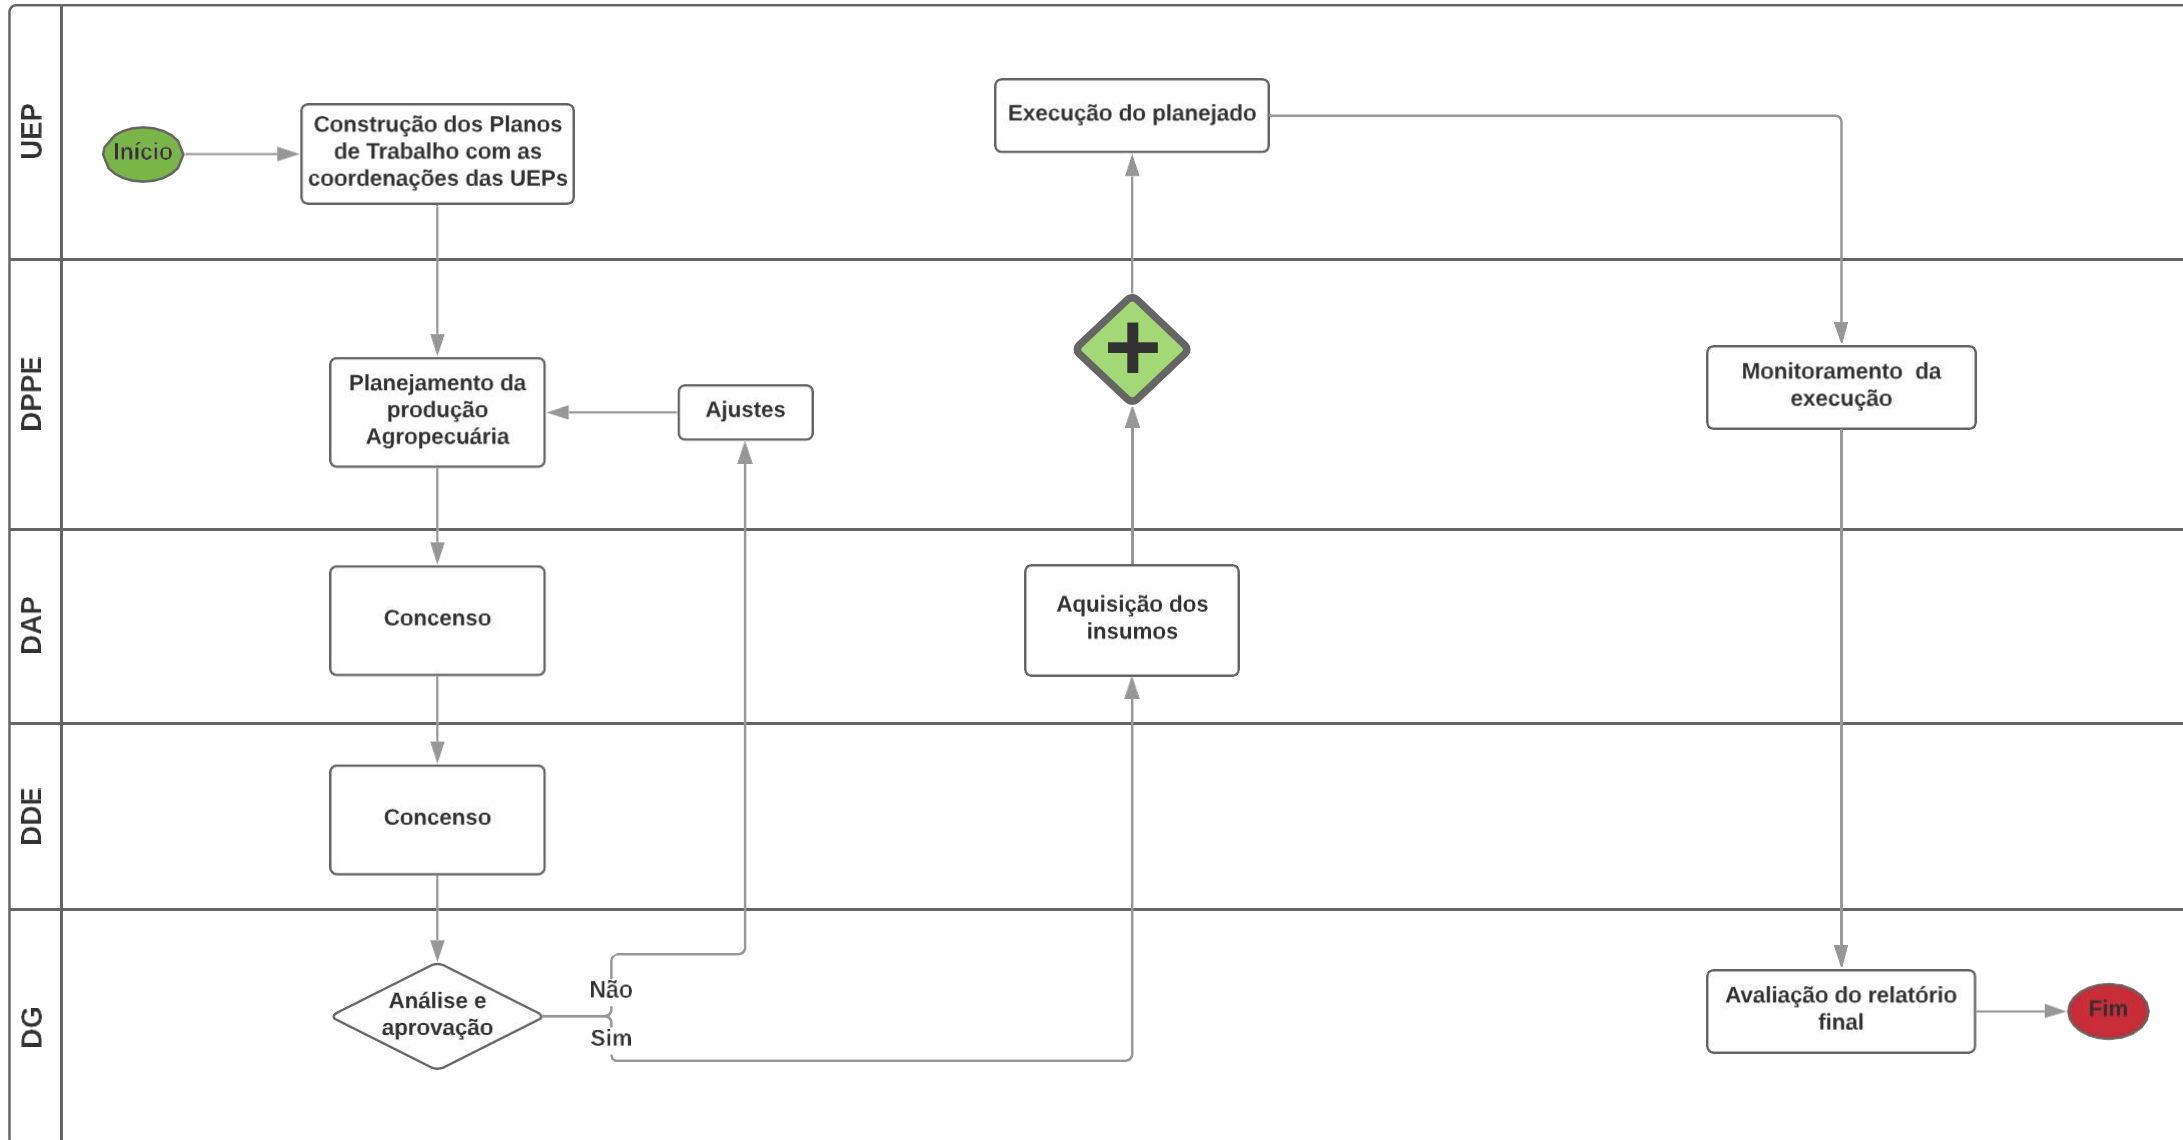 UEP
Início
Construção dos Planos
de Trabalho com as
coordenações das UEPs
Execução do planejado
DPPE
Planejamento da
produção
Agropecuária
Ajustes
Monitoramento da
execução
DAP
Concenso
Aquisição dos
insumos
DDE
Concenso
DG
Análise e
aprovação
Não
Sim
Avaliação do relatório
final
Fim